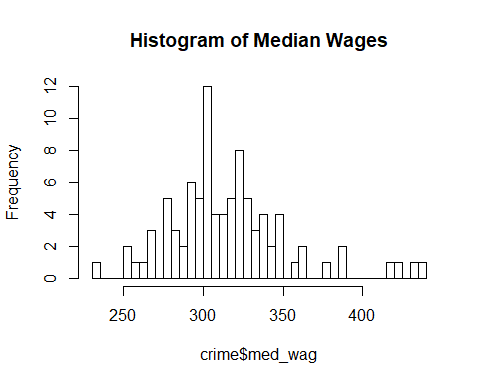 Histogram of Median Wages
Frequency
0 2 4 6 8 10 12
250 300 350 400
crime$med_wag